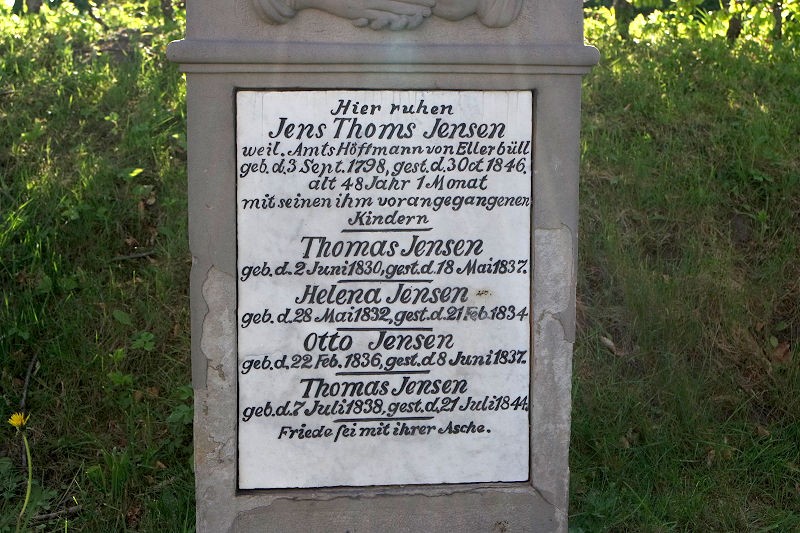 Hier ruhen
Jens Thoms Jensen
weil. Amts Höftmann von Ellerbüll
geb. d. 3 Sept. 1798, gest. d. 3 Oct 1846.
alt 48 Jahr 1 Monat
mit seinen ihm vorangegangenen
Kindern
Thomas Jensen
geb. d. 2 Juni 1830, gest. d. 18 Mai 1837.
Helena Jensen
geb. d. 28 Mai 1832, gest. d. 21 Feb. 1834
Otto Jensen
geb. d. 22 Feb. 1836, gest. d. 8 Juni 1837.
Thomas Jensen
geb. d. 7 Juli 1838, gest. d. 21 Juli 1844.
Friede ſei mit ihrer Asche.